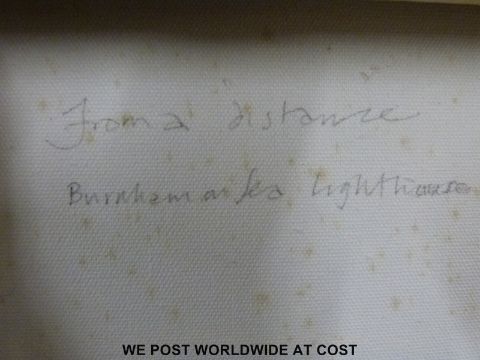 From a distance
Burnham on Sea lighthouse
WE POST WORLDWIDE AT COST